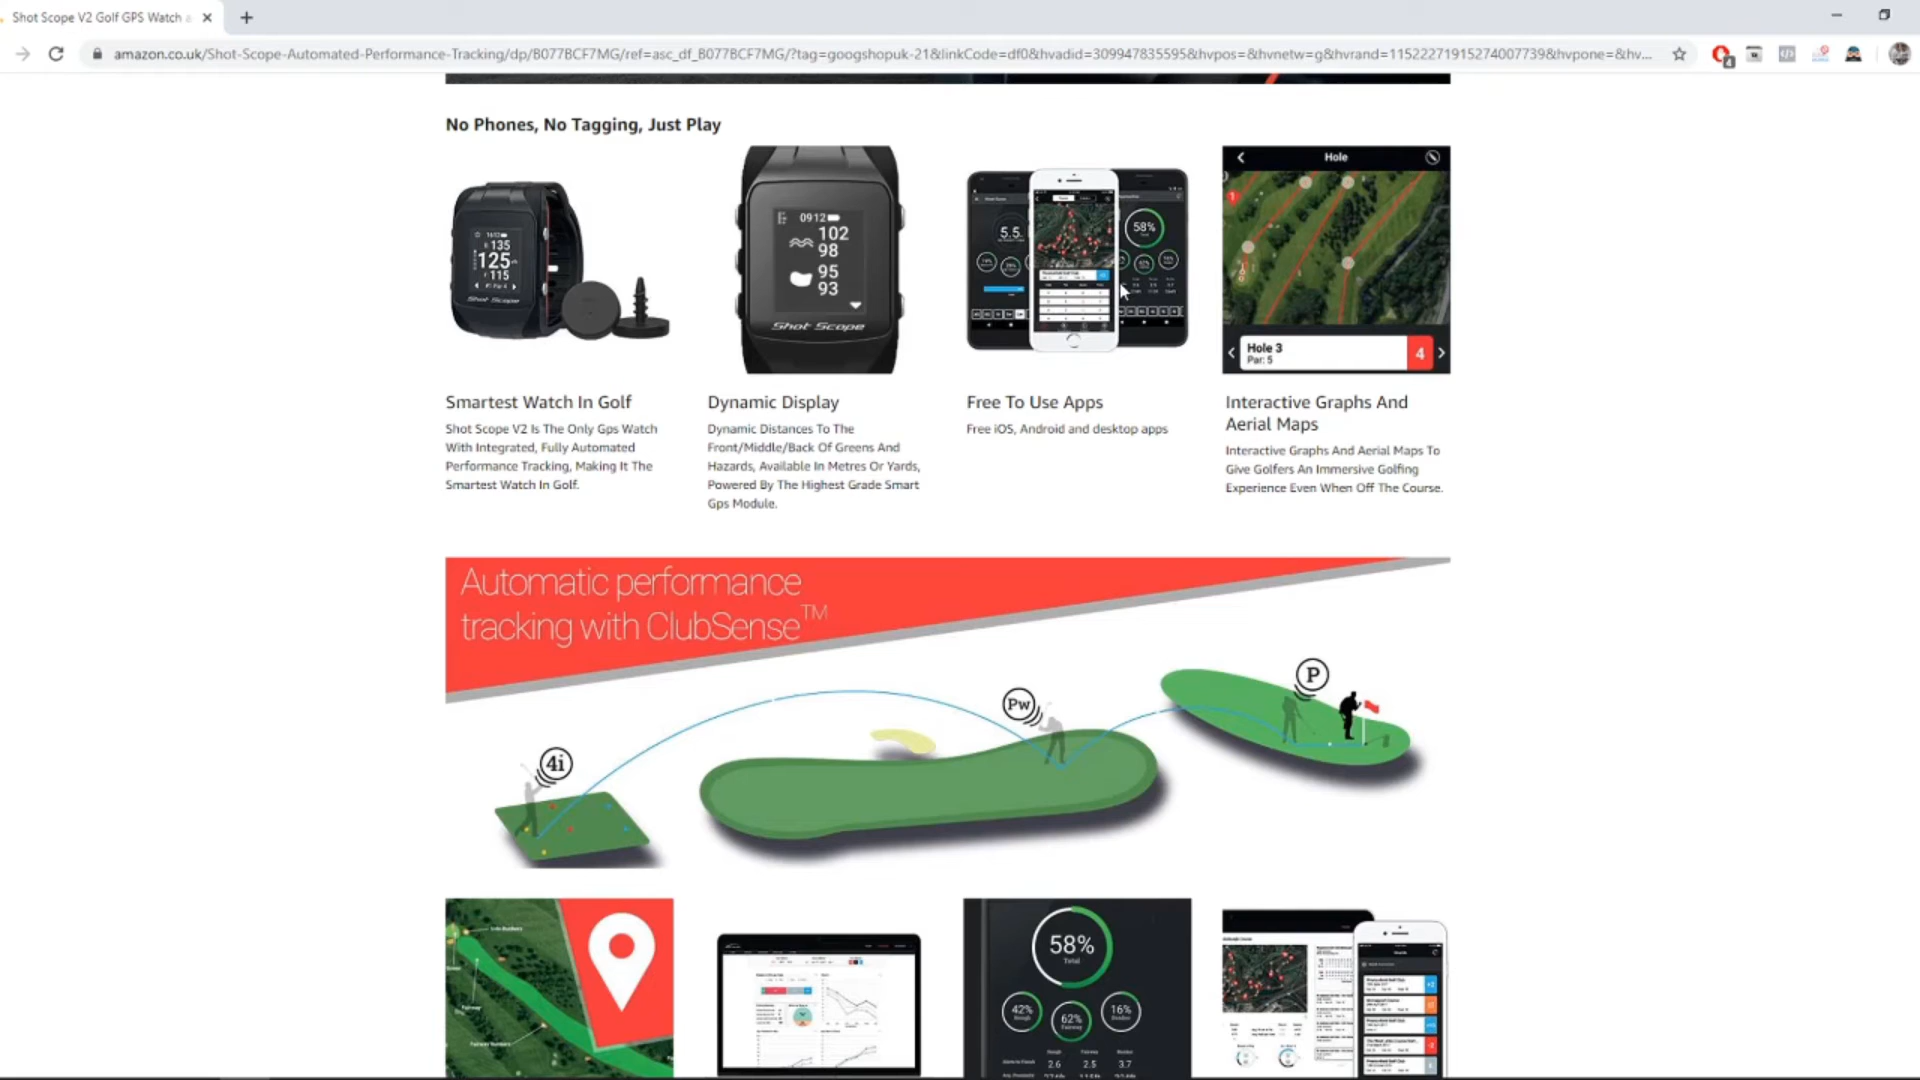 Shot Scope V2 Golf GPS Watch
amazon.co.uk/Shot-Scope-Automated-Performance-Tracking/dp/B077BCF7MG/ref=asc_df_B077BCF7MG/?tag=googshopuk-21&linkCode=df0&hvadid=309947835595&hvpos=&hvnetw=g&hvrand=11522271915274007739&hvpone=&hv...
4
No Phones, No Tagging, Just Play
135
125
115
Shot Scope
0912
102
98
95
93
Shot Scope
5.5
58%
Hole
1
Hole 3
Par: 5
4
Smartest Watch In Golf
Shot Scope V2 Is The Only Gps Watch
With Integrated, Fully Automated
Performance Tracking, Making It The
Smartest Watch In Golf.
Dynamic Display
Dynamic Distances To The
Front/Middle/Back Of Greens And
Hazards, Available In Metres Or Yards,
Powered By The Highest Grade Smart
Gps Module.
Free To Use Apps
Free iOS, Android and desktop apps
Interactive Graphs And
Aerial Maps
Interactive Graphs And Aerial Maps To
Give Golfers An Immersive Golfing
Experience Even When Off The Course.
Automatic performance
tracking with ClubSense™
4i
Pw
P
Fairway
58%
Total
42%
Rough
62%
Fairway
16%
Rough Fairway
2.6 2.5 3.7